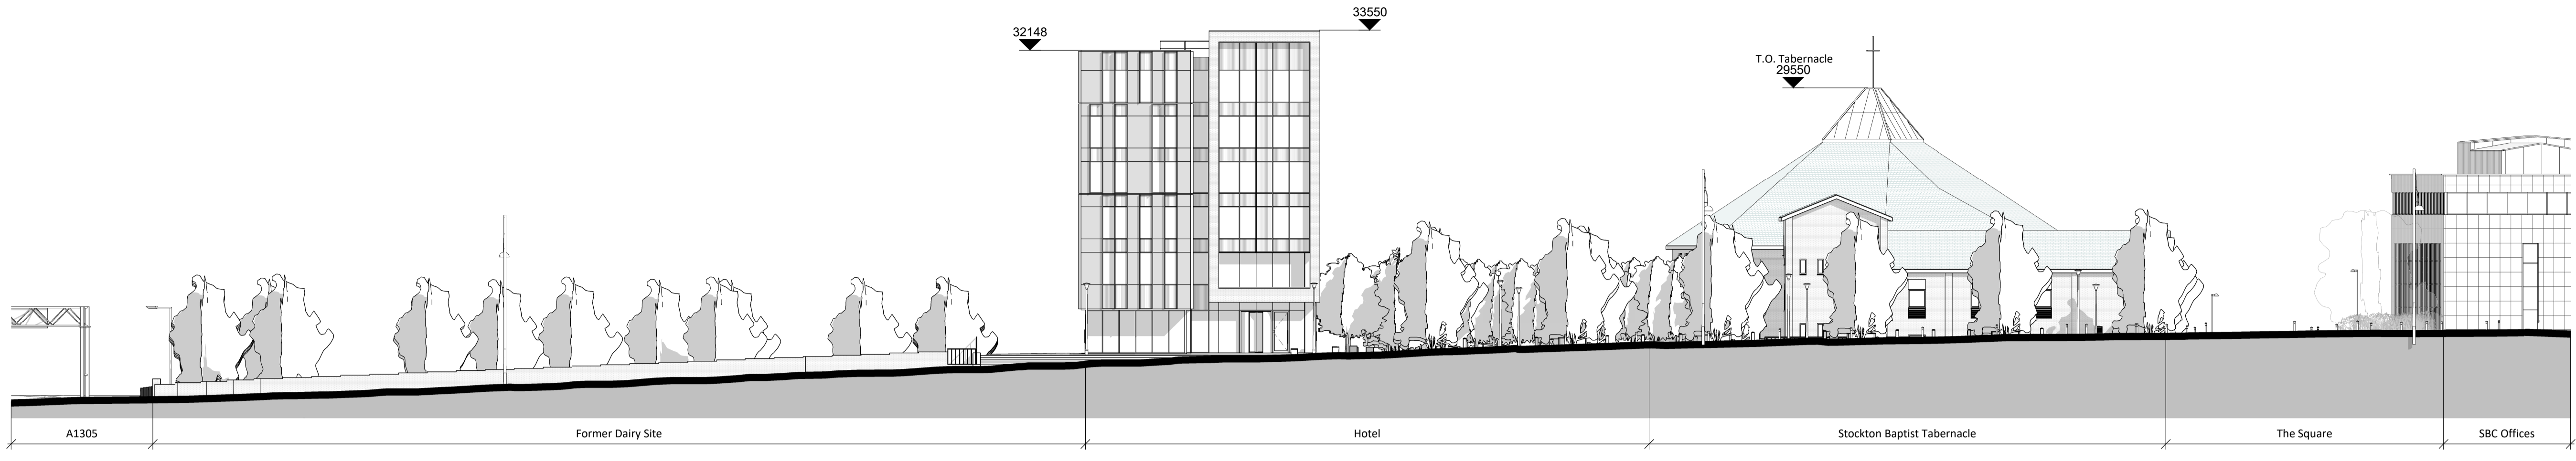 33550
32148
T.O. Tabernacle
29550
A1305
Former Dairy Site
Hotel
Stockton Baptist Tabernacle
The Square
SBC Offices